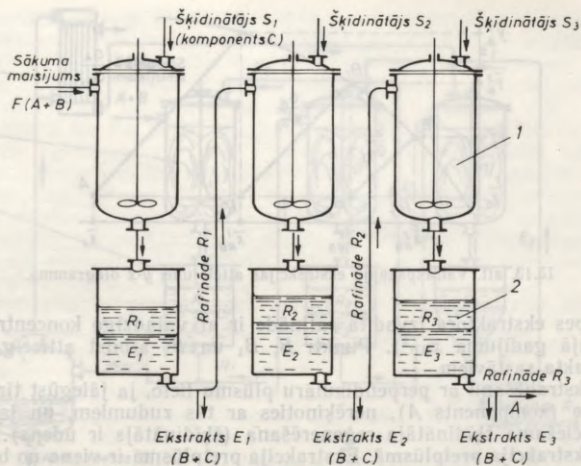 Šķīdinātājs S₁
(komponents C)
Šķīdinātājs S₂
Šķīdinātājs S₃
Sākuma
maisījums
F(A+B)
Rafināde R₁
Rafināde R₂
1
2
R₁
E₁
R₂
E₂
R₃
E₃
Rafināde R₃
A
Ekstrakts E₁
(B+C)
Ekstrakts E₂
(B+C)
Ekstrakts E₃
(B+C)